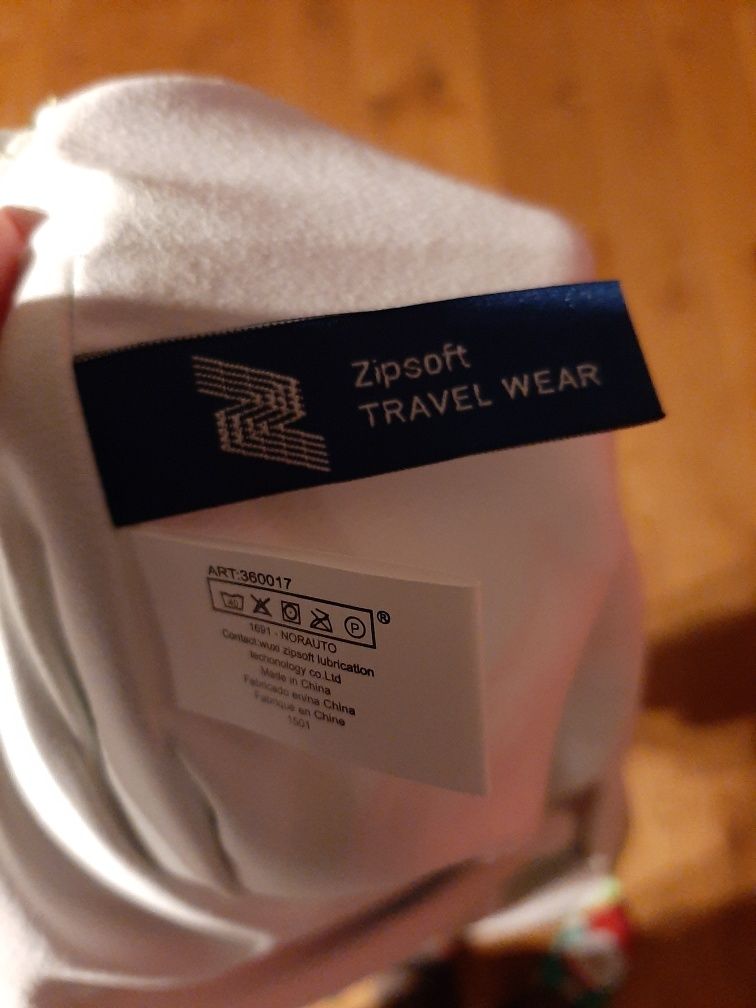 Zipsoft
TRAVEL WEAR
ART:360017
40 P ®
1691 - NORAUTO
Contact:wuxi zipsoft lubrication
techonology co.Ltd
Made in China
Fabricado en/na China
Fabriqué en Chine
1501